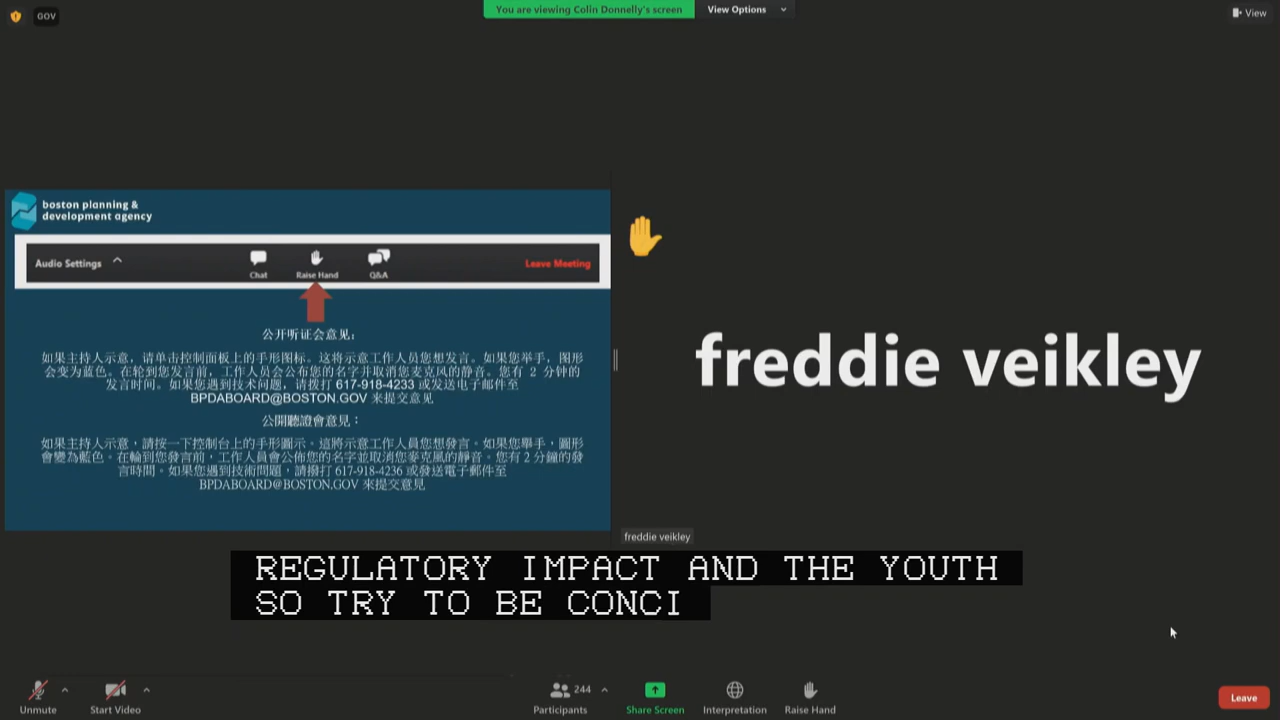 GOV
You are viewing Colin Donnelly's screen
View Options
View
boston planning &
development agency
Audio Settings
Chat
Raise Hand
Q&A
Leave Meeting
公开听证会意见:
如果主持人示意，请单击控制面板上的手形图标。这将示意工作人员您想发言。如果您举手，图形
会变为蓝色。在轮到您发言前，工作人员会公布您的名字并取消您麦克风的静音。您有 2 分钟的
发言时间。如果您遇到技术问题，请拨打 617-918-4233 或发送电子邮件至
BPDABOARD@BOSTON.GOV 来提交意见
公開聽證會意見：
如果主持人示意，請按一下控制台上的手形圖示。這將示意工作人員您想發言。如果您舉手，圖形
會變為藍色。在輪到您發言前，工作人員會公佈您的名字並取消您麥克風的靜音。您有 2 分鐘的發
言時間。如果您遇到技術問題，請撥打 617-918-4236 或發送電子郵件至
BPDABOARD@BOSTON.GOV 來提交意見
freddie veikley
freddie veikley
REGULATORY IMPACT AND THE YOUTH
SO TRY TO BE CONCI
Unmute
Start Video
244
Participants
Share Screen
Interpretation
Raise Hand
Leave